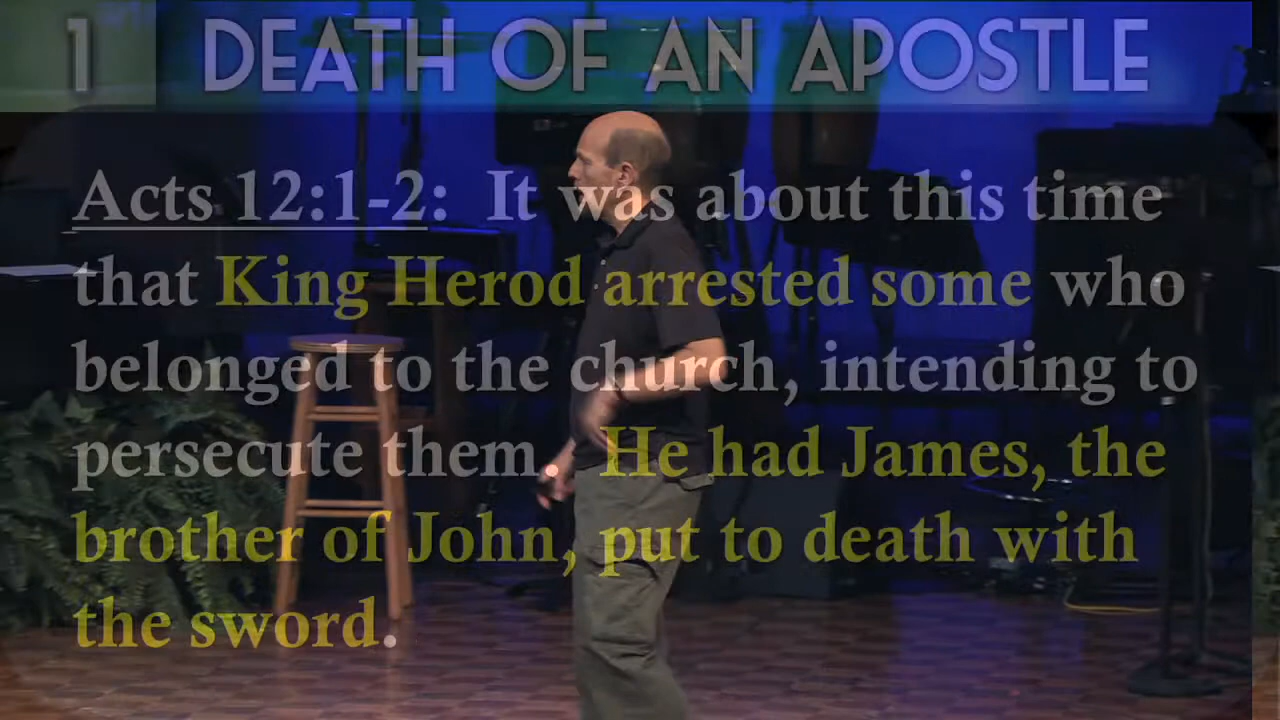 1 DEATH OF AN APOSTLE
Acts 12:1-2: It was about this time
that King Herod arrested some who
belonged to the church, intending to
persecute them. He had James, the
brother of John, put to death with
the sword.